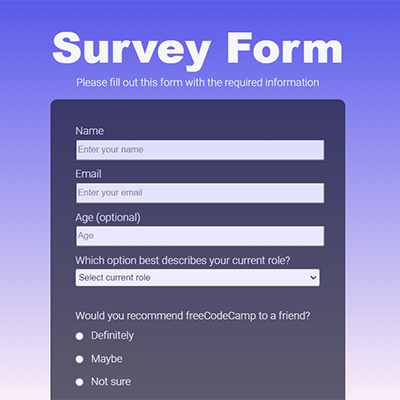 Survey Form
Please fill out this form with the required information
Name
Enter your name
Email
Enter your email
Age (optional)
Age
Which option best describes your current role?
Select current role
Would you recommend freeCodeCamp to a friend?
Definitely
Maybe
Not sure